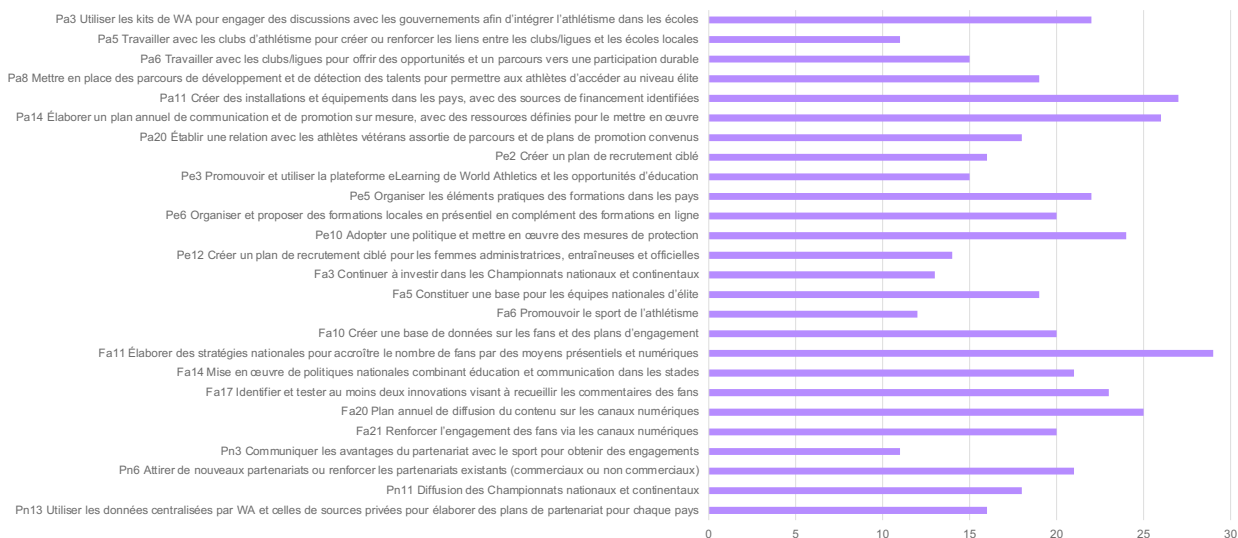 Pa3 Utiliser les kits de WA pour engager des discussions avec les gouvernements afin d'intégrer l'athlétisme dans les écoles
Pa5 Travailler avec les clubs d'athlétisme pour créer ou renforcer les liens entre les clubs/ligues et les écoles locales
Pa6 Travailler avec les clubs/ligues pour offrir des opportunités et un parcours vers une participation durable
Pa8 Mettre en place des parcours de développement et de détection des talents pour permettre aux athlètes d'accéder au niveau élite
Pa11 Créer des installations et équipements dans les pays, avec des sources de financement identifiées
Pa14 Élaborer un plan annuel de communication et de promotion sur mesure, avec des ressources définies pour le mettre en œuvre
Pa20 Établir une relation avec les athlètes vétérans assortie de parcours et de plans de promotion convenus
Pe2 Créer un plan de recrutement ciblé
Pe3 Promouvoir et utiliser la plateforme eLearning de World Athletics et les opportunités d'éducation
Pe5 Organiser les éléments pratiques des formations dans les pays
Pe6 Organiser et proposer des formations locales en présentiel en complément des formations en ligne
Pe10 Adopter une politique et mettre en œuvre des mesures de protection
Pe12 Créer un plan de recrutement ciblé pour les femmes administratrices, entraîneuses et officielles
Fa3 Continuer à investir dans les Championnats nationaux et continentaux
Fa5 Constituer une base pour les équipes nationales d'élite
Fa6 Promouvoir le sport de l'athlétisme
Fa10 Créer une base de données sur les fans et des plans d'engagement
Fa11 Élaborer des stratégies nationales pour accroître le nombre de fans par des moyens présentiels et numériques
Fa14 Mise en œuvre de politiques nationales combinant éducation et communication dans les stades
Fa17 Identifier et tester au moins deux innovations visant à recueillir les commentaires des fans
Fa20 Plan annuel de diffusion du contenu sur les canaux numériques
Fa21 Renforcer l'engagement des fans via les canaux numériques
Pn3 Communiquer les avantages du partenariat avec le sport pour obtenir des engagements
Pn6 Attirer de nouveaux partenariats ou renforcer les partenariats existants (commerciaux ou non commerciaux)
Pn11 Diffusion des Championnats nationaux et continentaux
Pn13 Utiliser les données centralisées par WA et celles de sources privées pour élaborer des plans de partenariat pour chaque pays
0 5 10 15 20 25 30